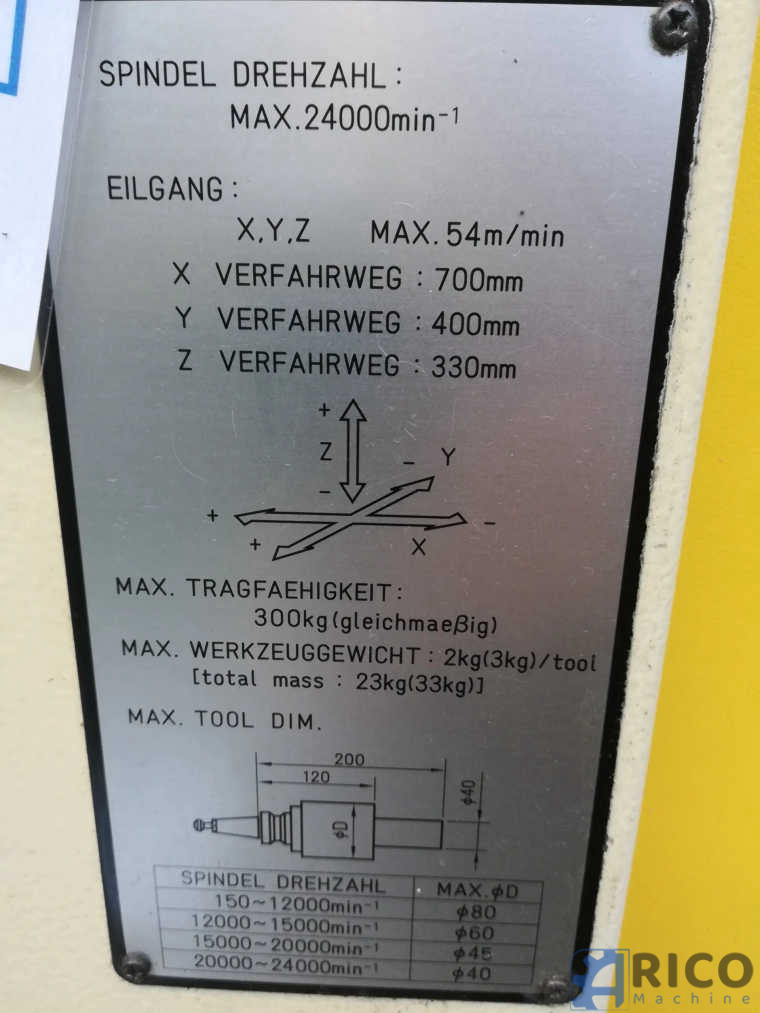 SPINDEL DREHZAHL :
MAX.24000min⁻¹
EILGANG :
X,Y,Z MAX.54m/min
X VERFAHRWEG : 700mm
Y VERFAHRWEG : 400mm
Z VERFAHRWEG : 330mm
+
Z
- Y
-
+ -
+ X
MAX. TRAGFAEHIGKEIT :
300kg(gleichmaeßig)
MAX. WERKZEUGGEWICHT : 2kg(3kg)/tool
[total mass : 23kg(33kg)]
MAX. TOOL DIM.
200
120
φ40
φD
SPINDEL DREHZAHL MAX.φD
150~12000min⁻¹ φ80
12000~15000min⁻¹ φ60
15000~20000min⁻¹ φ45
20000~24000min⁻¹ φ40
ARICO
Machine